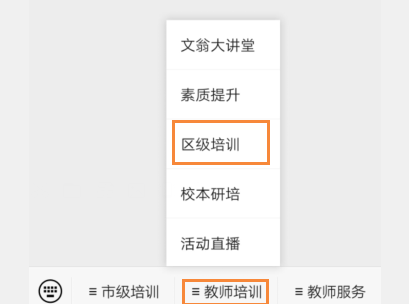 文翁大讲堂
素质提升
区级培训
校本研培
活动直播
≡ 市级培训 ≡ 教师培训 ≡ 教师服务